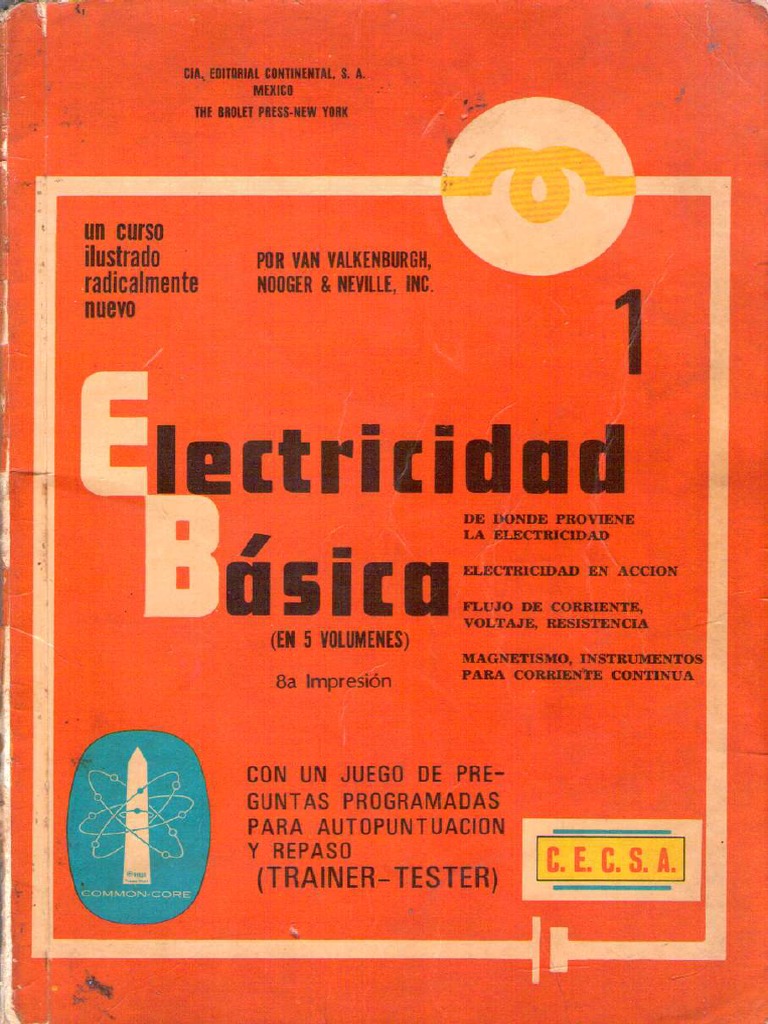 CIA, EDITORIAL CONTINENTAL, S. A.
MEXICO
THE BROLET PRESS-NEW YORK
un curso
ilustrado
radicalmente
nuevo
POR VAN VALKENBURGH,
NOOGER & NEVILLE, INC.
1
Electricidad
Básica
(EN 5 VOLUMENES)
8a Impresión
DE DONDE PROVIENE
LA ELECTRICIDAD
ELECTRICIDAD EN ACCION
FLUJO DE CORRIENTE,
VOLTAJE, RESISTENCIA
MAGNETISMO, INSTRUMENTOS
PARA CORRIENTE CONTINUA
CON UN JUEGO DE PRE-
GUNTAS PROGRAMADAS
PARA AUTOPUNTUACION
Y REPASO
(TRAINER-TESTER)
COMMON-CORE
C. E. C. S. A.